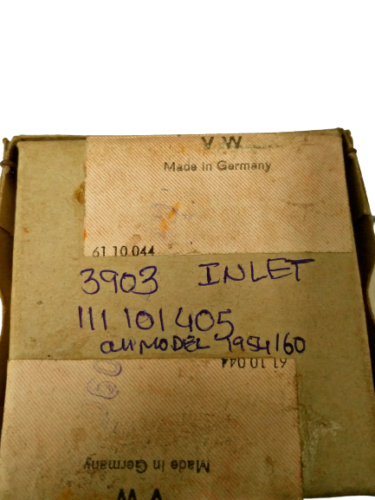 V W
Made in Germany
61 10 044
3903 INLET
111 101 405
all MODEL 1954/60
61 10 044
Made in Germany
V W